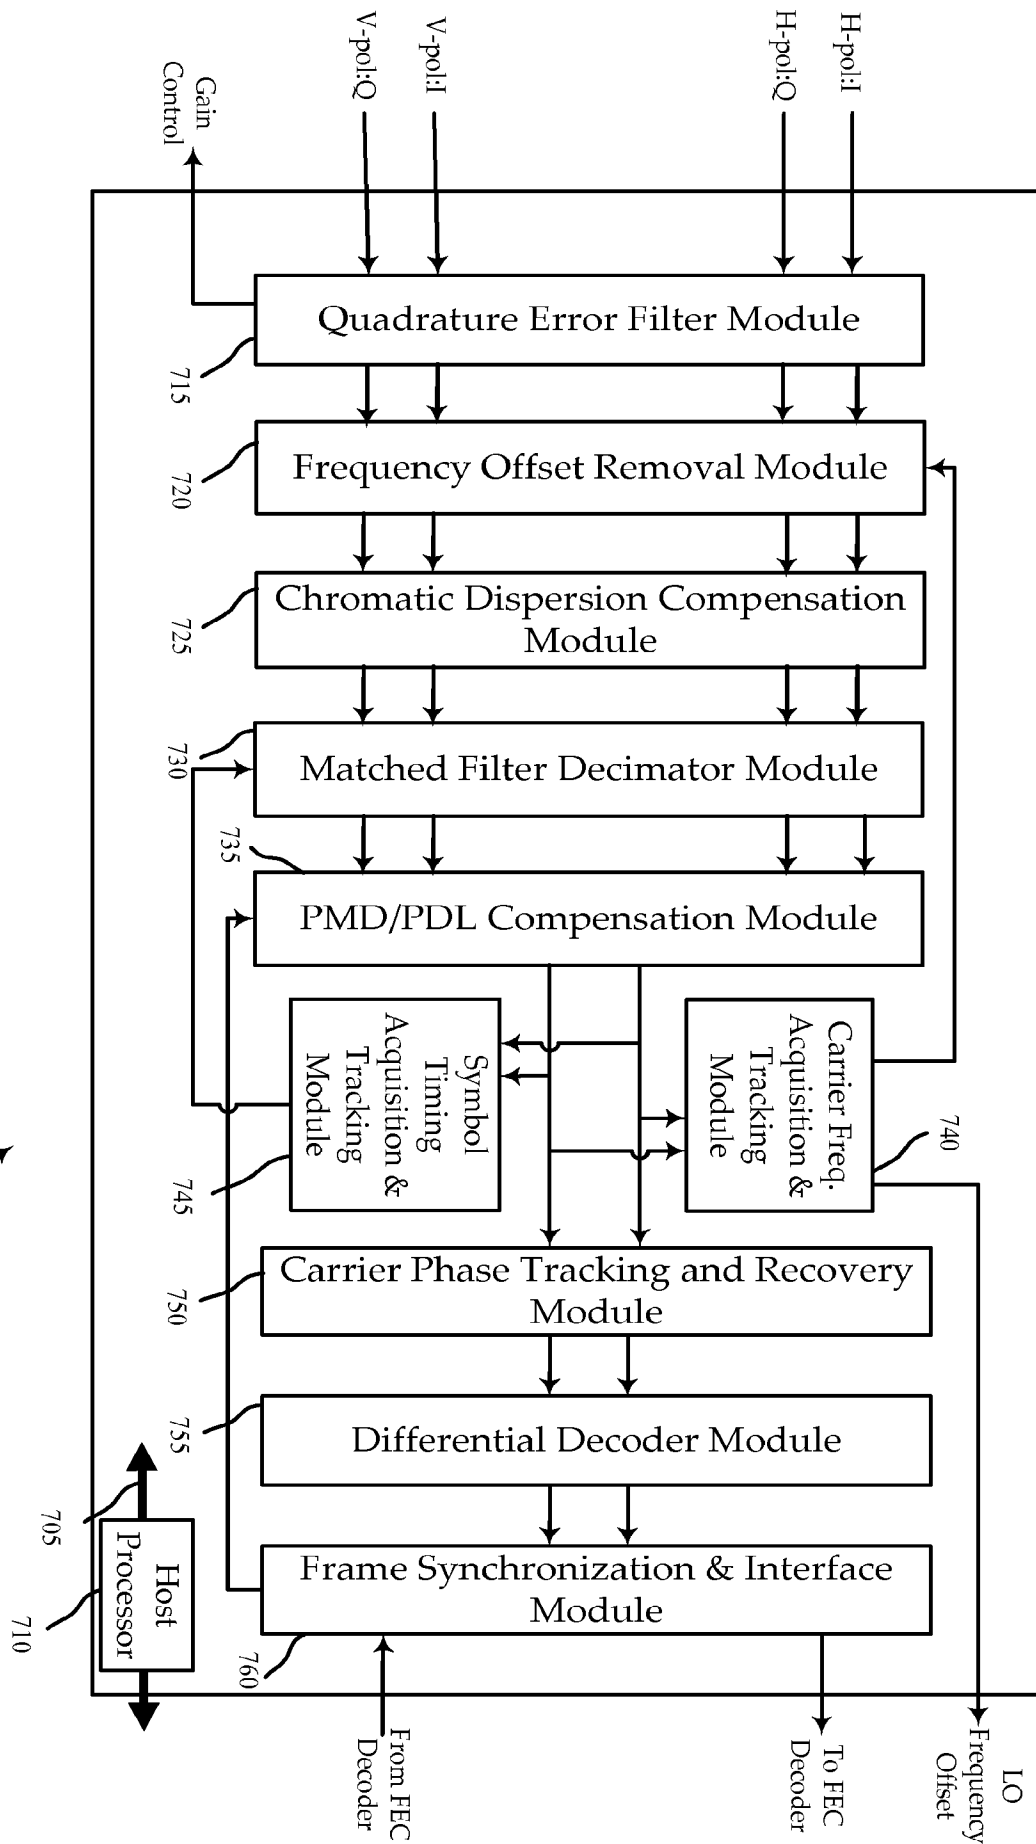 V-pol:Q
V-pol:I
H-pol:Q
H-pol:I
Gain
Control
Quadrature Error Filter Module
715
Frequency Offset Removal Module
720
Chromatic Dispersion Compensation
Module
725
Matched Filter Decimator Module
730
735
PMD/PDL Compensation Module
Symbol
Timing
Acquisition &
Tracking
Module
745
Carrier Freq.
Acquisition &
Tracking
Module
740
Carrier Phase Tracking and Recovery
Module
750
Differential Decoder Module
755
Frame Synchronization & Interface
Module
760
705
Host
Processor
710
From FEC
Decoder
To FEC
Decoder
LO
Frequency
Offset